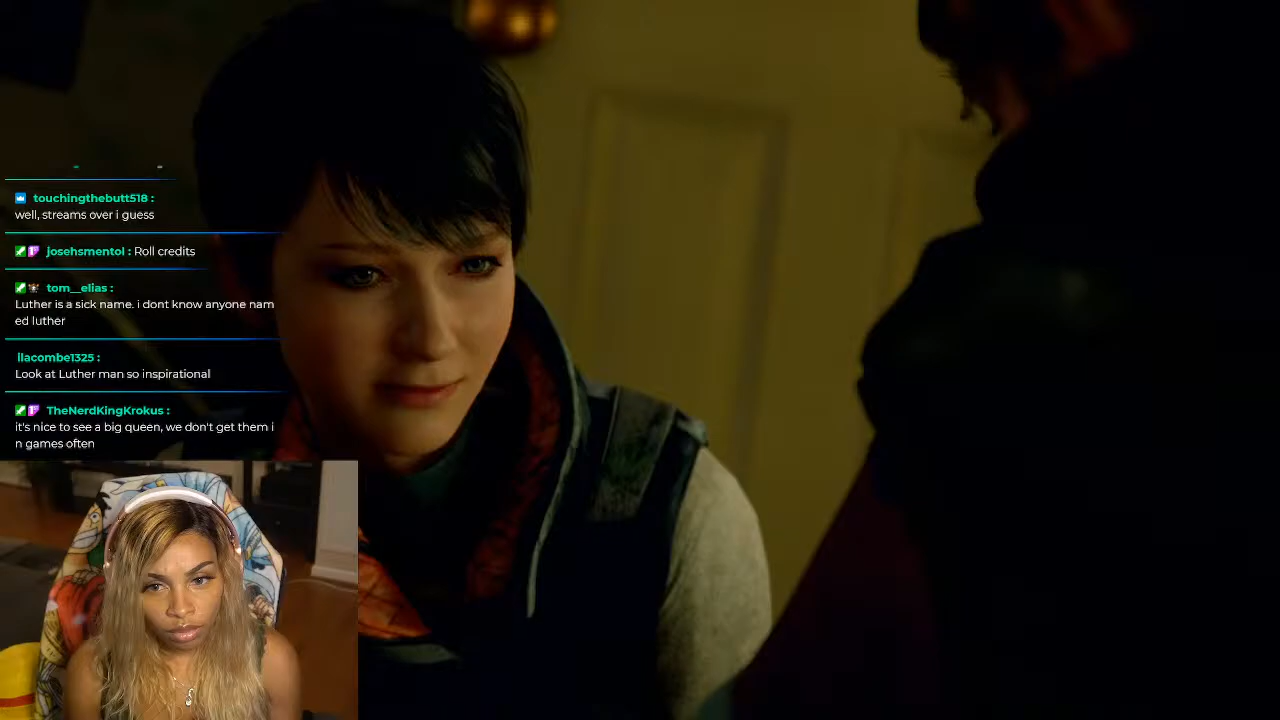 touchingthebutt518 :
well, streams over i guess
josehsmentol : Roll credits
tom__elias :
Luther is a sick name. i dont know anyone nam
ed luther
llacombe1325 :
Look at Luther man so inspirational
TheNerdKingKrokus :
it's nice to see a big queen, we don't get them i
n games often